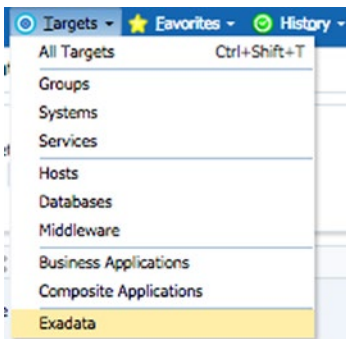 Targets Favorites History
All Targets Ctrl+Shift+T
Groups
Systems
Services
Hosts
Databases
Middleware
Business Applications
Composite Applications
Exadata